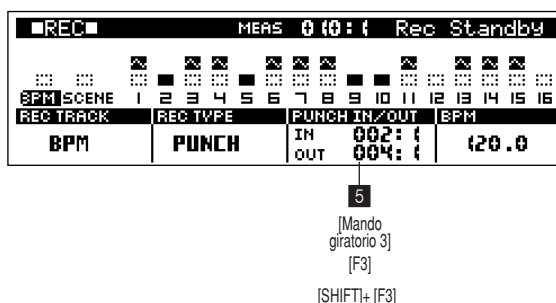 ■REC■ MEAS 010:1 Rec Standby
BPM SCENE 1 2 3 4 5 6 7 8 9 10 11 12 13 14 15 16
REC TRACK REC TYPE PUNCH IN/OUT BPM
BPM PUNCH IN 002:1 120.0
OUT 004:1
5
[Mando
giratorio 3]
[F3]
[SHIFT]+ [F3]